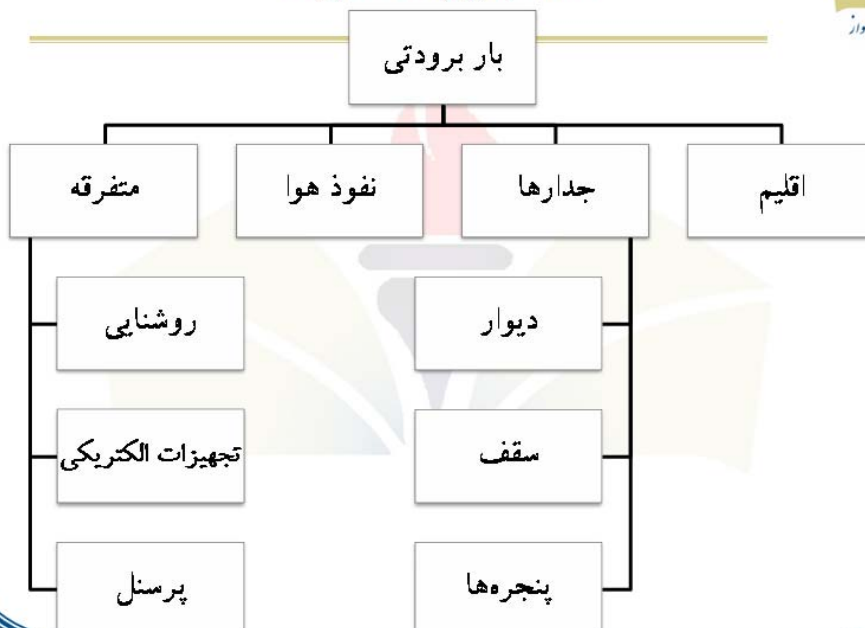 بار برودتی
اقلیم
جدارها
نفوذ هوا
متفرقه
دیوار
سقف
پنجره‌ها
روشنایی
تجهیزات الکتریکی
پرسنل